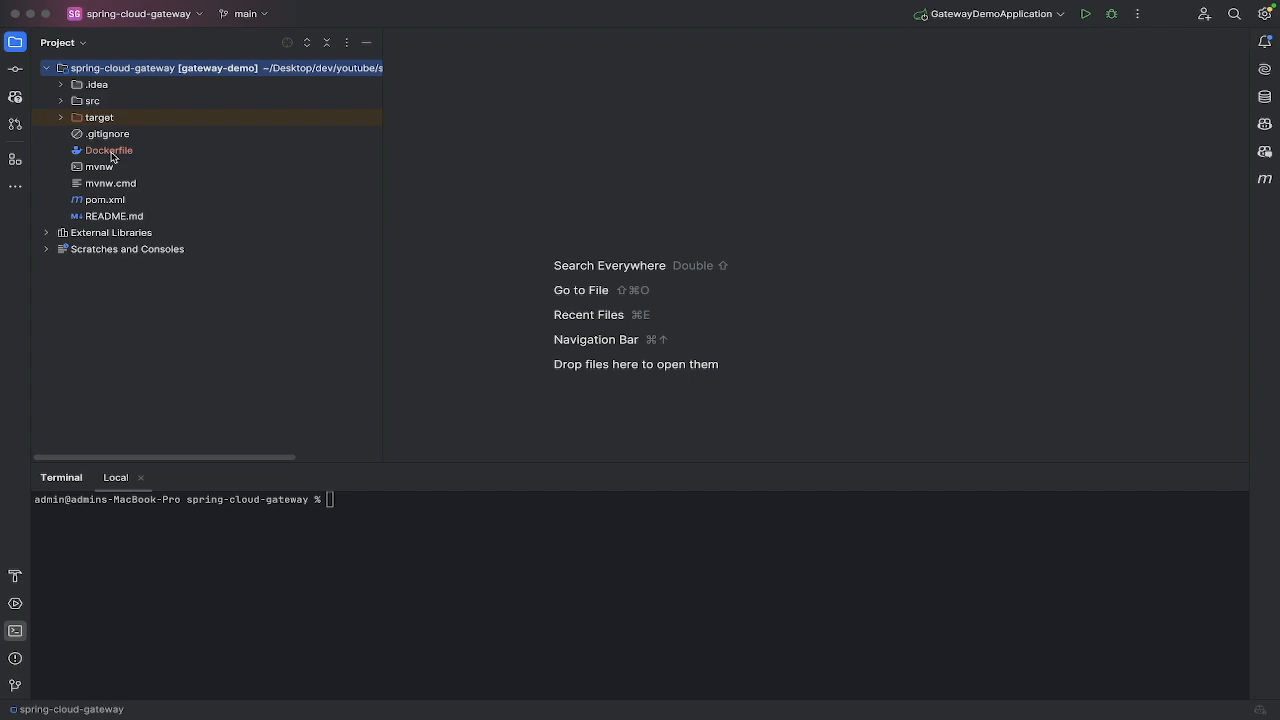 SG spring-cloud-gateway main GatewayDemoApplication
Project
spring-cloud-gateway [gateway-demo] ~/Desktop/dev/youtube/s
.idea
src
target
.gitignore
Dockerfile
mvnw
mvnw.cmd
pom.xml
README.md
External Libraries
Scratches and Consoles
Search Everywhere Double ⇧
Go to File ⇧⌘O
Recent Files ⌘E
Navigation Bar ⌘↑
Drop files here to open them
Terminal Local
admin@admins-MacBook-Pro spring-cloud-gateway %
spring-cloud-gateway